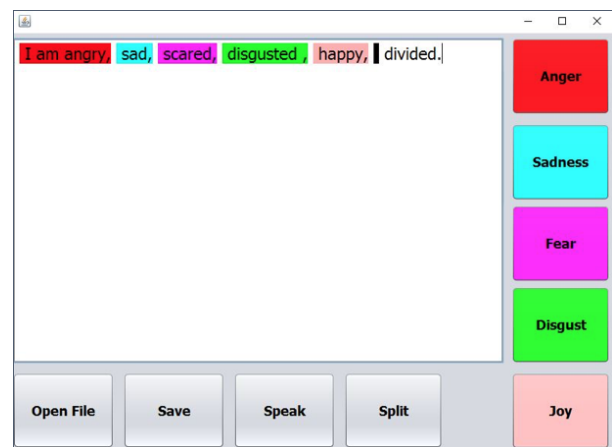 I am angry, sad, scared, disgusted , happy, divided.
Anger
Sadness
Fear
Disgust
Open File Save Speak Split Joy